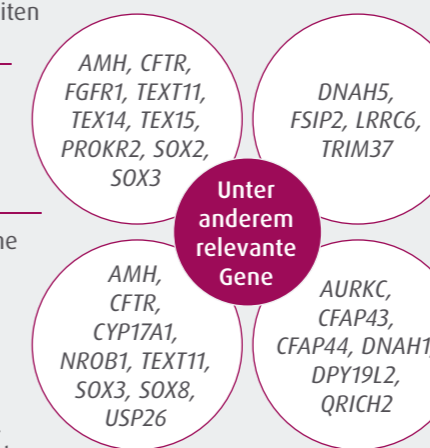 iten
AMH, CFTR,
FGFR1, TEXT11,
TEX14, TEX15,
PROKR2, SOX2,
SOX3
DNAH5,
FSIP2, LRRC6,
TRIM37
Unter
anderem
relevante
Gene
ne
AMH,
CFTR,
CYP17A1,
NROB1, TEXT11,
SOX3, SOX8,
USP26
AURKC,
CFAP43,
CFAP44, DNAH1,
DPY19L2,
QRICH2